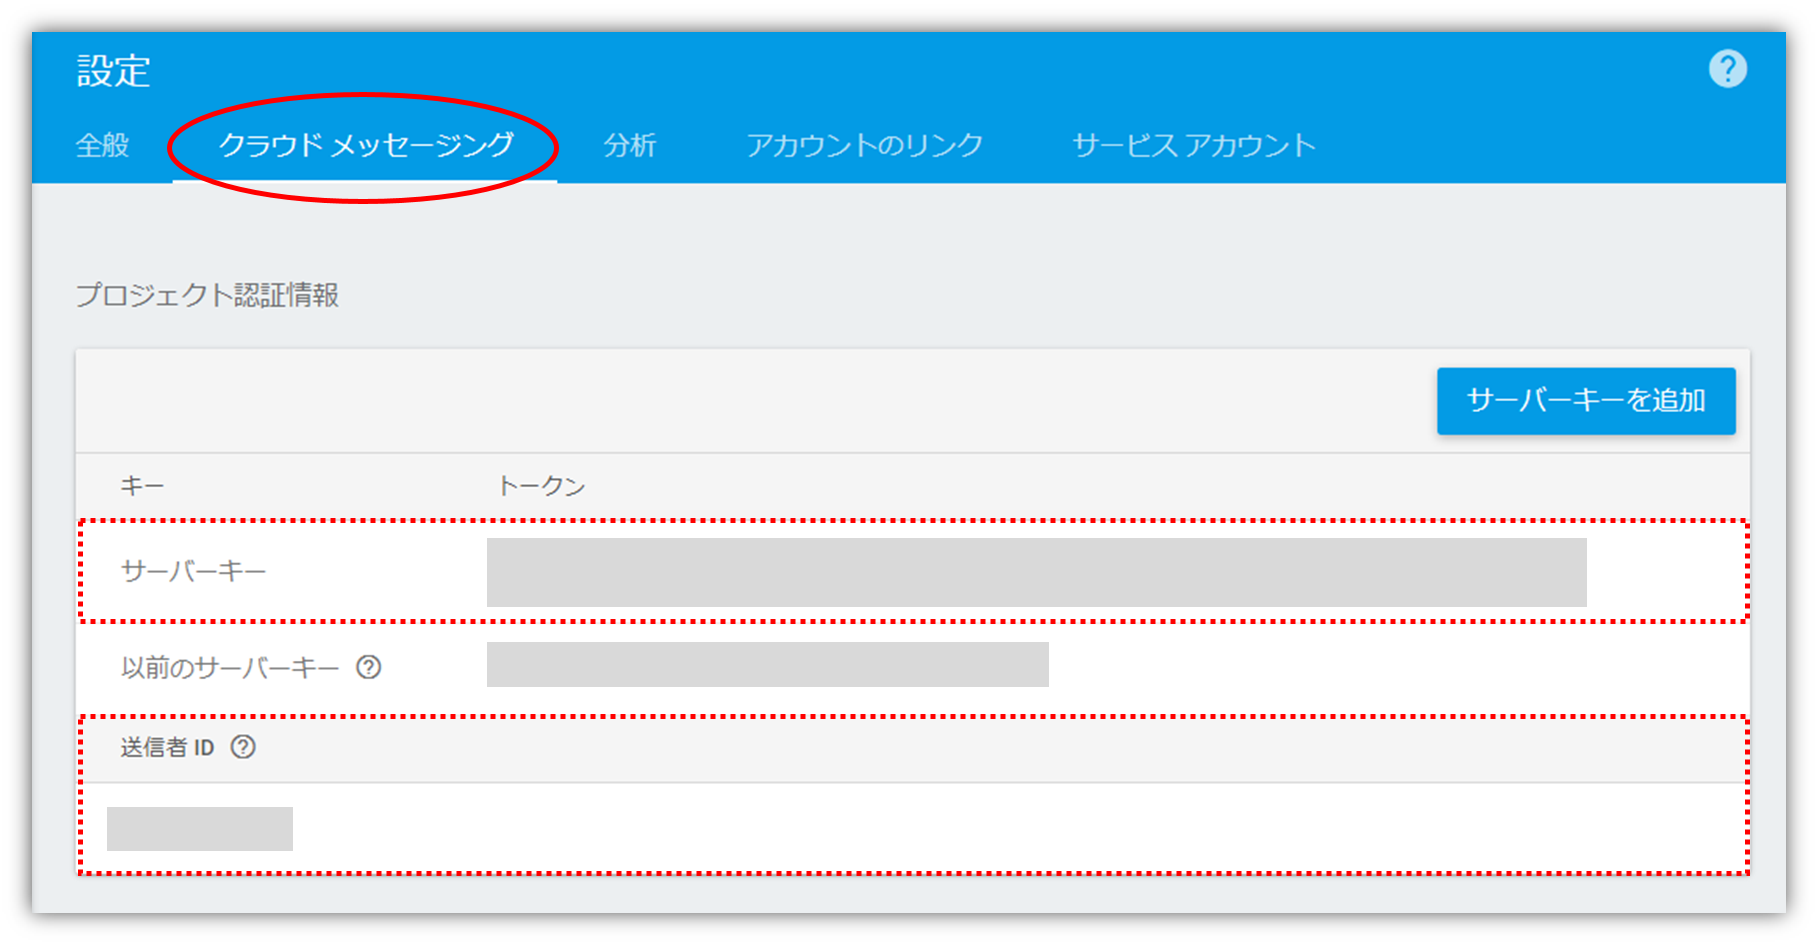 設定
?
全般 クラウド メッセージング 分析 アカウントのリンク サービス アカウント
プロジェクト認証情報
サーバーキーを追加
キー トークン
サーバーキー
以前のサーバーキー ?
送信者 ID ?